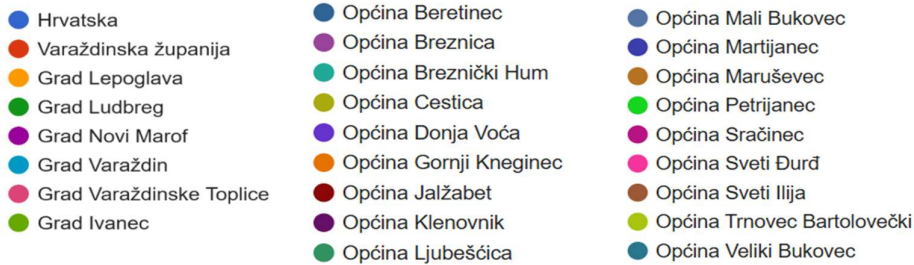 Hrvatska
Varaždinska županija
Grad Lepoglava
Grad Ludbreg
Grad Novi Marof
Grad Varaždin
Grad Varaždinske Toplice
Grad Ivanec
Općina Beretinec
Općina Breznica
Općina Breznički Hum
Općina Cestica
Općina Donja Voća
Općina Gornji Kneginec
Općina Jalžabet
Općina Klenovnik
Općina Ljubešćica
Općina Mali Bukovec
Općina Martijanec
Općina Maruševec
Općina Petrijanec
Općina Sračinec
Općina Sveti Đurđ
Općina Sveti Ilija
Općina Trnovec Bartolovečki
Općina Veliki Bukovec